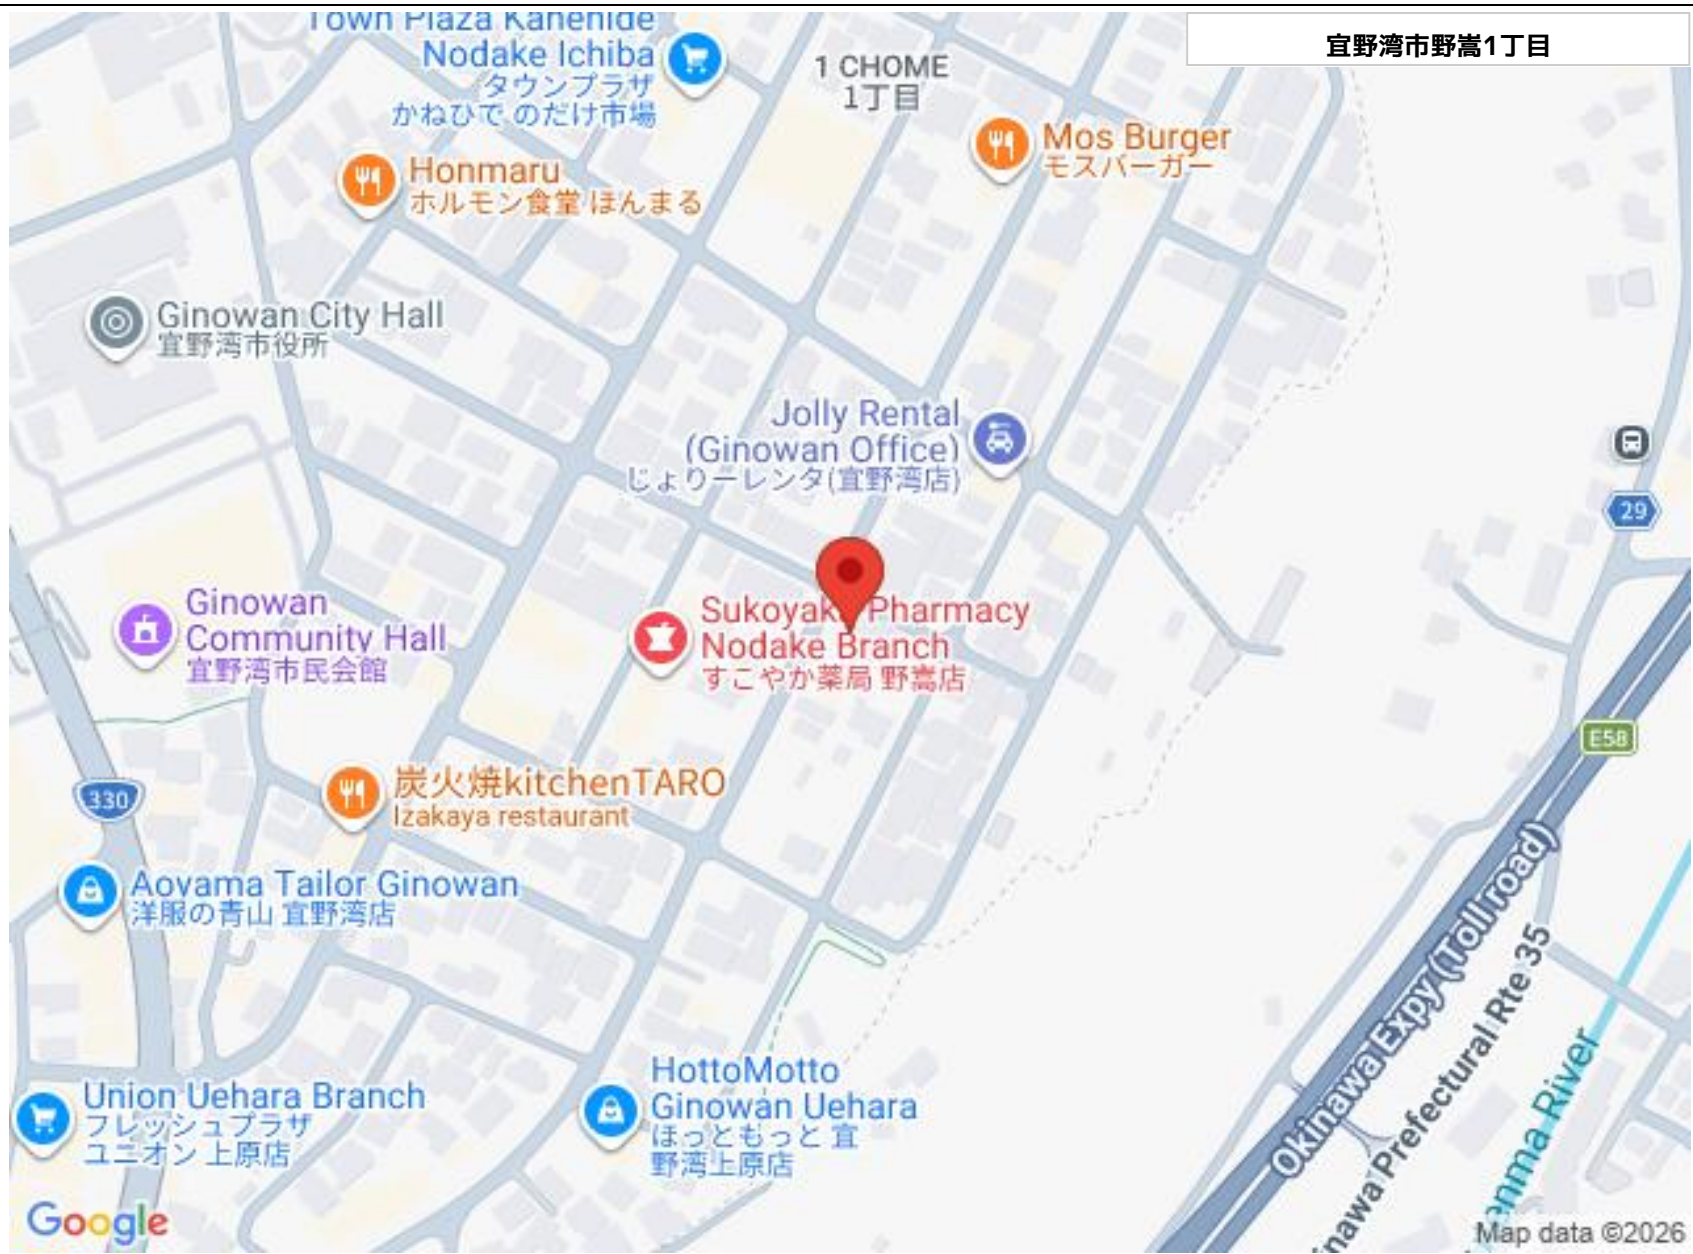 宜野湾市野嵩1丁目
Town Plaza Kanehide
Nodake Ichiba
タウンプラザ
かねひで のだけ市場
1 CHOME
1丁目
Mos Burger
モスバーガー
Honmaru
ホルモン食堂 ほんまる
Ginowan City Hall
宜野湾市役所
Jolly Rental
(Ginowan Office)
じょりーレンタ(宜野湾店)
29
Ginowan
Community Hall
宜野湾市民会館
Sukoyaka Pharmacy
Nodake Branch
すこやか薬局 野嵩店
E58
330
炭火焼kitchenTARO
Izakaya restaurant
Aoyama Tailor Ginowan
洋服の青山 宜野湾店
Okinawa Expy (Toll road)
nawa Prefectural Rte 35
enma River
HottoMotto
Ginowan Uehara
ほっともっと 宜
野湾上原店
Union Uehara Branch
フレッシュプラザ
ユニオン 上原店
Google
Map data ©2026